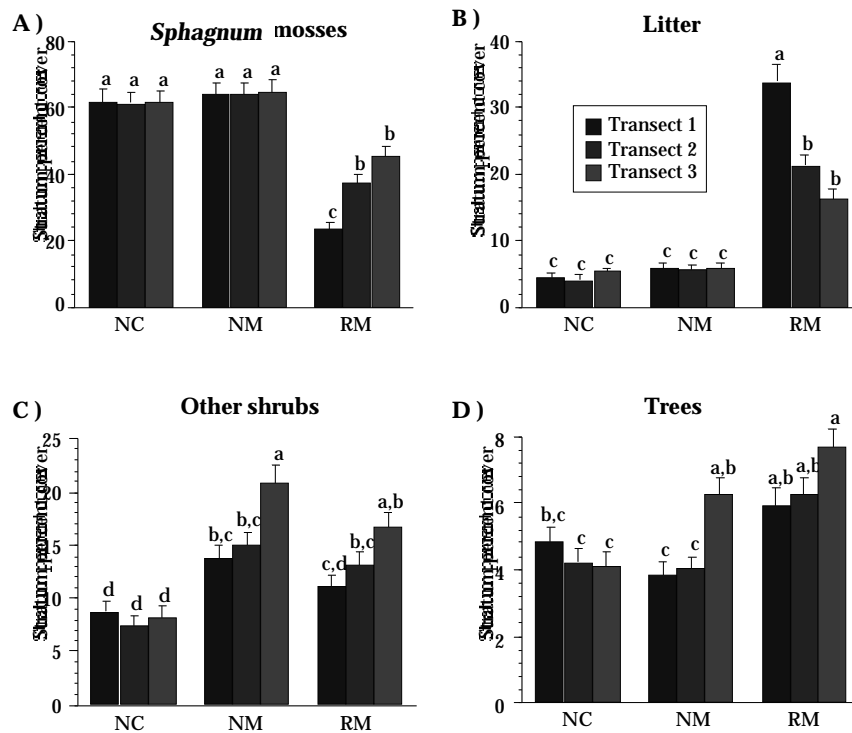 A )
Sphagnum mosses
80
60
40
20
0
a a a
a a a
c b b
NC NM RM
B )
Litter
40
30
20
10
0
Transect 1
Transect 2
Transect 3
c c c
c c c
a b b
NC NM RM
C )
Other shrubs
25
20
15
10
5
0
d d d
b,c b,c a
c,d b,c a,b
NC NM RM
D )
Trees
8
6
4
2
0
b,c c c
c c a,b
a,b a,b a
NC NM RM